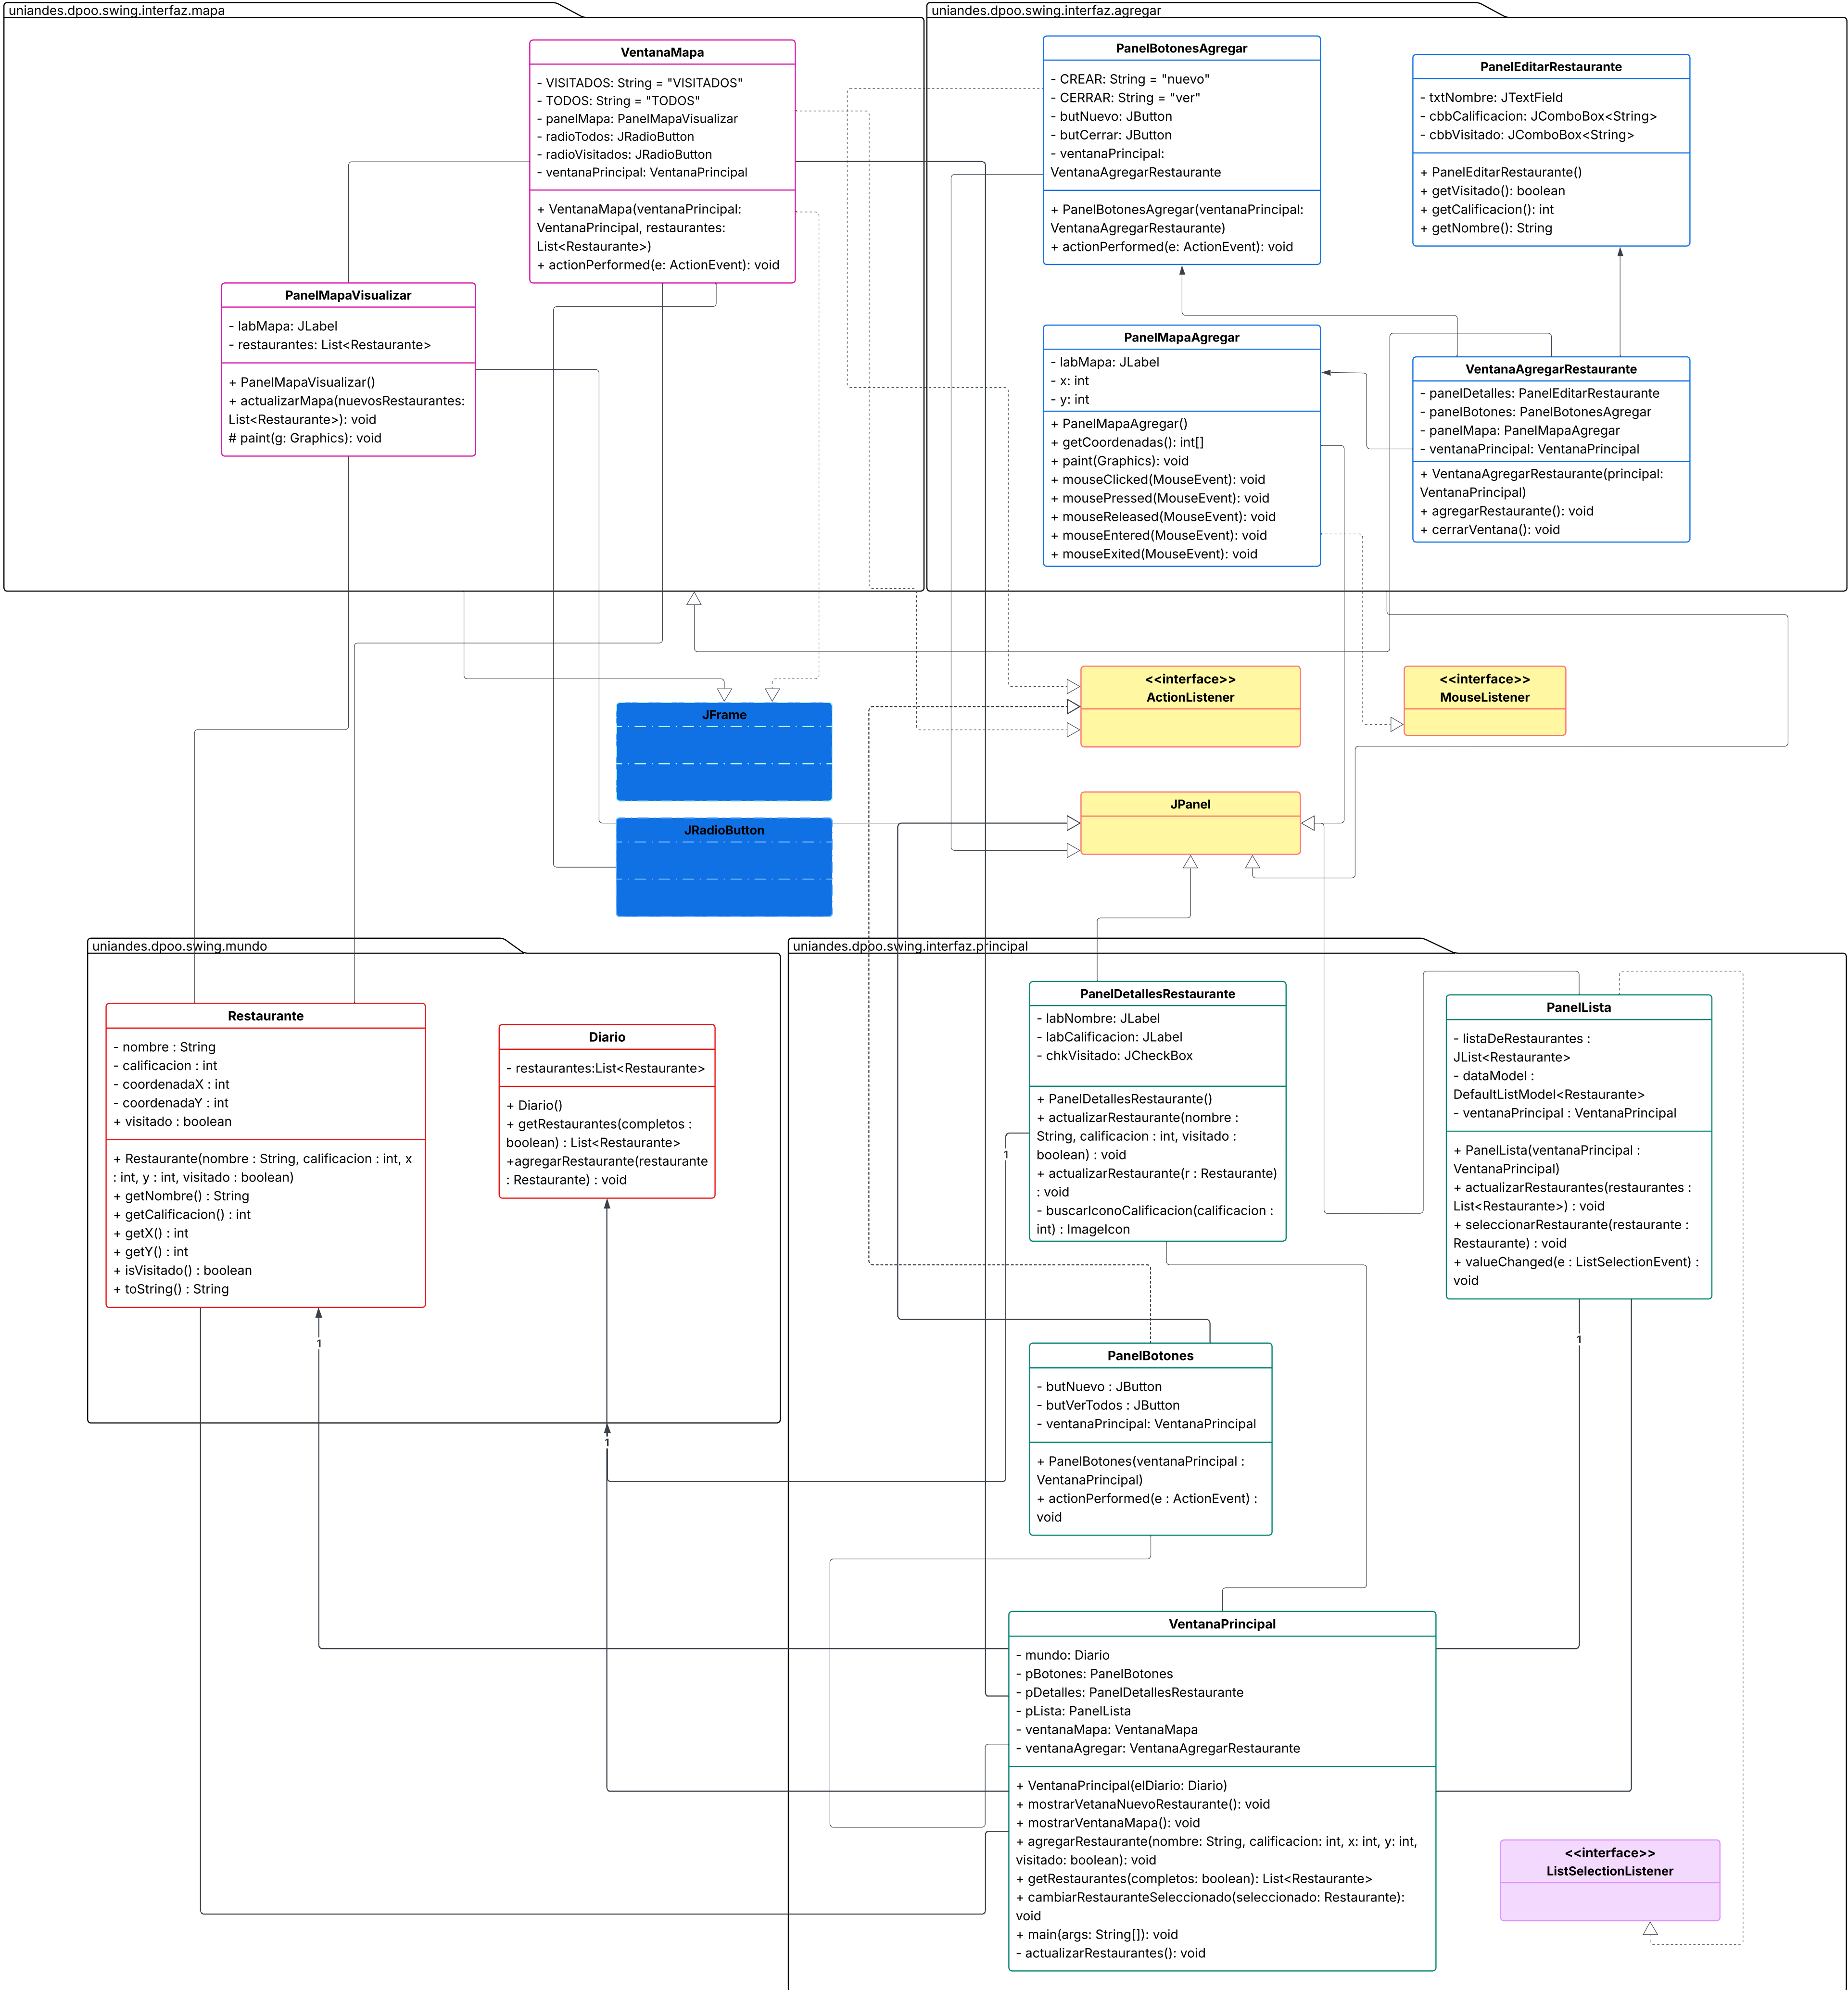 uniandes.dpoo.swing.interfaz.mapa
VentanaMapa
- VISITADOS: String = "VISITADOS"
- TODOS: String = "TODOS"
- panelMapa: PanelMapaVisualizar
- radioTodos: JRadioButton
- radioVisitados: JRadioButton
- ventanaPrincipal: VentanaPrincipal
+ VentanaMapa(ventanaPrincipal:
VentanaPrincipal, restaurantes:
List<Restaurante>)
+ actionPerformed(e: ActionEvent): void
PanelMapaVisualizar
- labMapa: JLabel
- restaurantes: List<Restaurante>
+ PanelMapaVisualizar()
+ actualizarMapa(nuevosRestaurantes:
List<Restaurante>): void
# paint(g: Graphics): void
uniandes.dpoo.swing.interfaz.agregar
PanelBotonesAgregar
- CREAR: String = "nuevo"
- CERRAR: String = "ver"
- butNuevo: JButton
- butCerrar: JButton
- ventanaPrincipal:
VentanaAgregarRestaurante
+ PanelBotonesAgregar(ventanaPrincipal:
VentanaAgregarRestaurante)
+ actionPerformed(e: ActionEvent): void
PanelEditarRestaurante
- txtNombre: JTextField
- cbbCalificacion: JComboBox<String>
- cbbVisitado: JComboBox<String>
+ PanelEditarRestaurante()
+ getVisitado(): boolean
+ getCalificacion(): int
+ getNombre(): String
PanelMapaAgregar
- labMapa: JLabel
- x: int
- y: int
+ PanelMapaAgregar()
+ getCoordenadas(): int[]
+ paint(Graphics): void
+ mouseClicked(MouseEvent): void
+ mousePressed(MouseEvent): void
+ mouseReleased(MouseEvent): void
+ mouseEntered(MouseEvent): void
+ mouseExited(MouseEvent): void
VentanaAgregarRestaurante
- panelDetalles: PanelEditarRestaurante
- panelBotones: PanelBotonesAgregar
- panelMapa: PanelMapaAgregar
- ventanaPrincipal: VentanaPrincipal
+ VentanaAgregarRestaurante(principal:
VentanaPrincipal)
+ agregarRestaurante(): void
+ cerrarVentana(): void
JFrame
JRadioButton
<<interface>>
ActionListener
<<interface>>
MouseListener
JPanel
uniandes.dpoo.swing.mundo
Restaurante
- nombre : String
- calificacion : int
- coordenadaX : int
- coordenadaY : int
+ visitado : boolean
+ Restaurante(nombre : String, calificacion : int, x
: int, y : int, visitado : boolean)
+ getNombre() : String
+ getCalificacion() : int
+ getX() : int
+ getY() : int
+ isVisitado() : boolean
+ toString() : String
1
Diario
- restaurantes:List<Restaurante>
+ Diario()
+ getRestaurantes(completos :
boolean) : List<Restaurante>
+agregarRestaurante(restaurante
: Restaurante) : void
1
uniandes.dpoo.swing.interfaz.principal
PanelDetallesRestaurante
- labNombre: JLabel
- labCalificacion: JLabel
- chkVisitado: JCheckBox
+ PanelDetallesRestaurante()
+ actualizarRestaurante(nombre :
String, calificacion : int, visitado :
boolean) : void
+ actualizarRestaurante(r : Restaurante)
: void
- buscarIconoCalificacion(calificacion :
int) : ImageIcon
1
PanelLista
- listaDeRestaurantes :
JList<Restaurante>
- dataModel :
DefaultListModel<Restaurante>
- ventanaPrincipal : VentanaPrincipal
+ PanelLista(ventanaPrincipal :
VentanaPrincipal)
+ actualizarRestaurantes(restaurantes :
List<Restaurante>) : void
+ seleccionarRestaurante(restaurante :
Restaurante) : void
+ valueChanged(e : ListSelectionEvent) :
void
1
PanelBotones
- butNuevo : JButton
- butVerTodos : JButton
- ventanaPrincipal: VentanaPrincipal
+ PanelBotones(ventanaPrincipal :
VentanaPrincipal)
+ actionPerformed(e : ActionEvent) :
void
VentanaPrincipal
- mundo: Diario
- pBotones: PanelBotones
- pDetalles: PanelDetallesRestaurante
- pLista: PanelLista
- ventanaMapa: VentanaMapa
- ventanaAgregar: VentanaAgregarRestaurante
+ VentanaPrincipal(elDiario: Diario)
+ mostrarVetanaNuevoRestaurante(): void
+ mostrarVentanaMapa(): void
+ agregarRestaurante(nombre: String, calificacion: int, x: int, y: int,
visitado: boolean): void
+ getRestaurantes(completos: boolean): List<Restaurante>
+ cambiarRestauranteSeleccionado(seleccionado: Restaurante):
void
+ main(args: String[]): void
- actualizarRestaurantes(): void
<<interface>>
ListSelectionListener